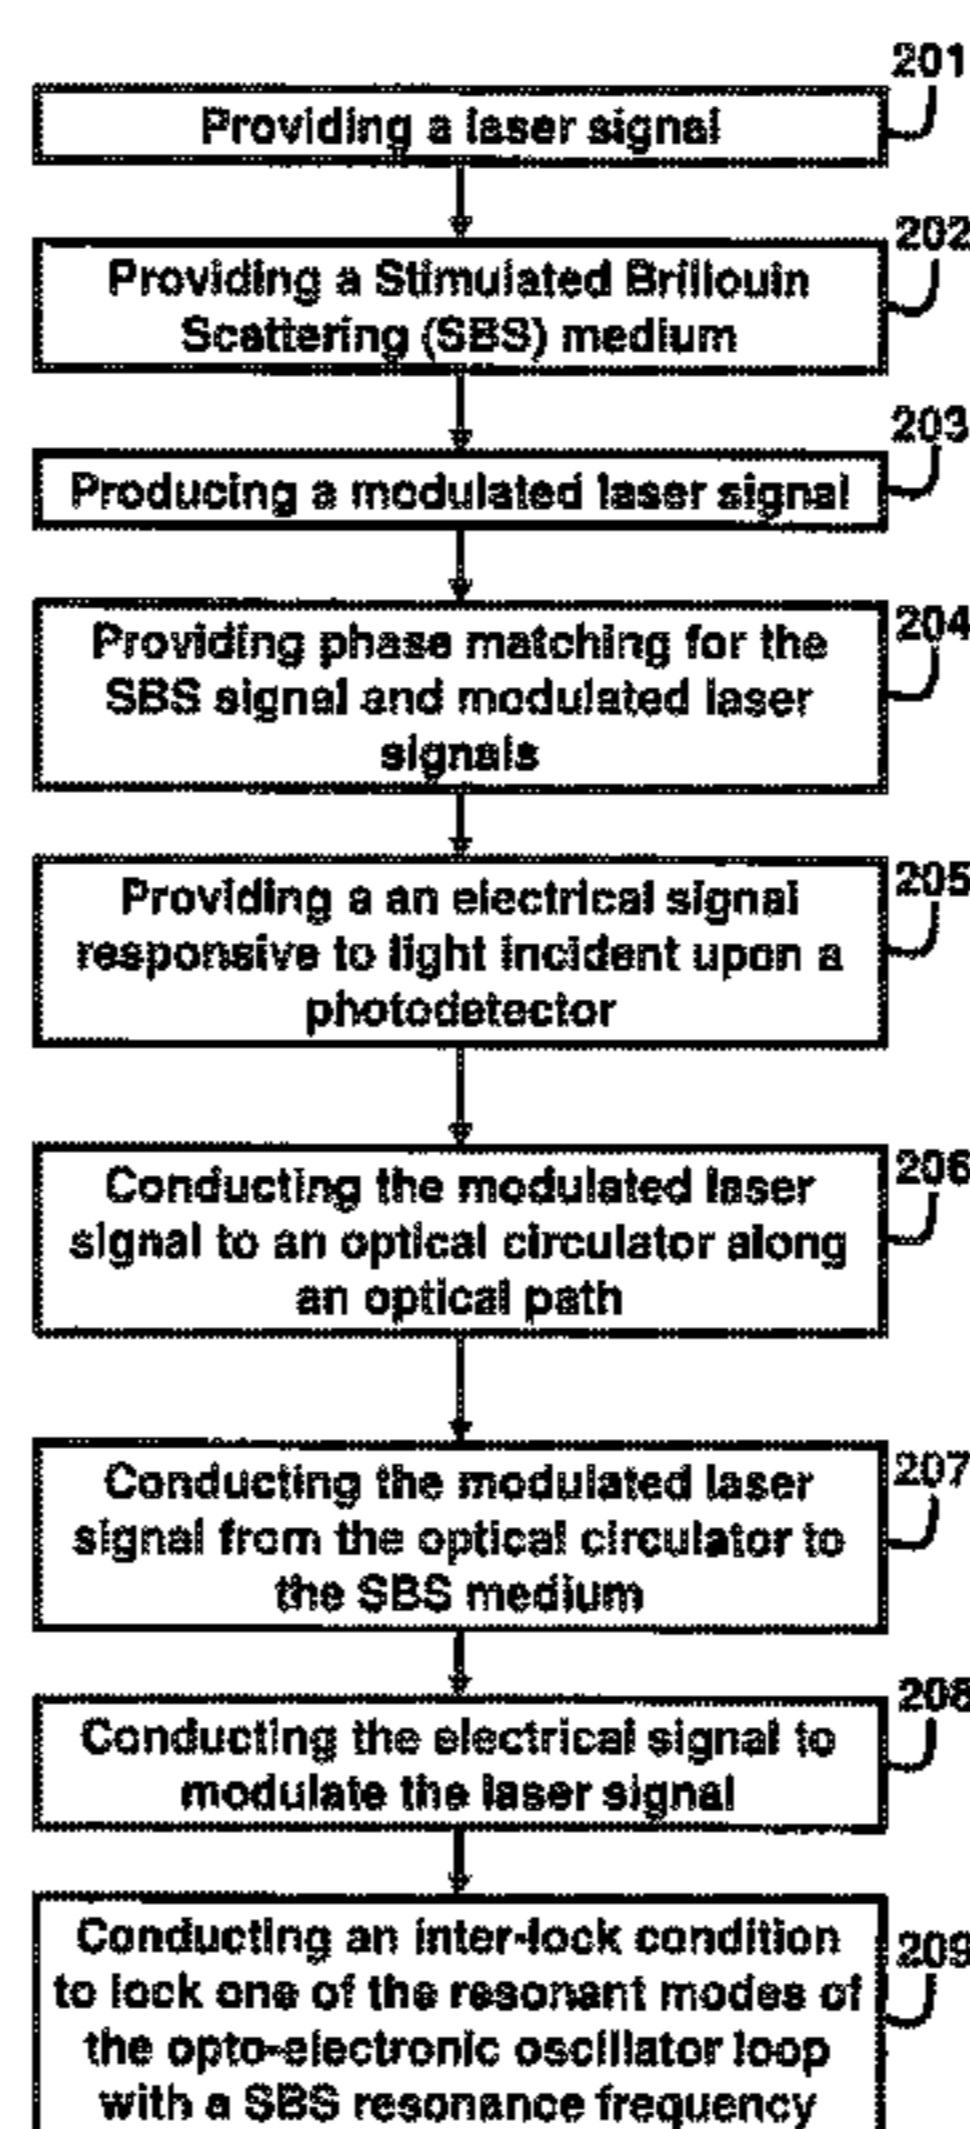 201
Providing a laser signal
202
Providing a Stimulated Brillouin
Scattering (SBS) medium
203
Producing a modulated laser signal
204
Providing phase matching for the
SBS signal and modulated laser
signals
205
Providing a an electrical signal
responsive to light incident upon a
photodetector
206
Conducting the modulated laser
signal to an optical circulator along
an optical path
207
Conducting the modulated laser
signal from the optical circulator to
the SBS medium
208
Conducting the electrical signal to
modulate the laser signal
209
Conducting an inter-lock condition
to lock one of the resonant modes of
the opto-electronic oscillator loop
with a SBS resonance frequency